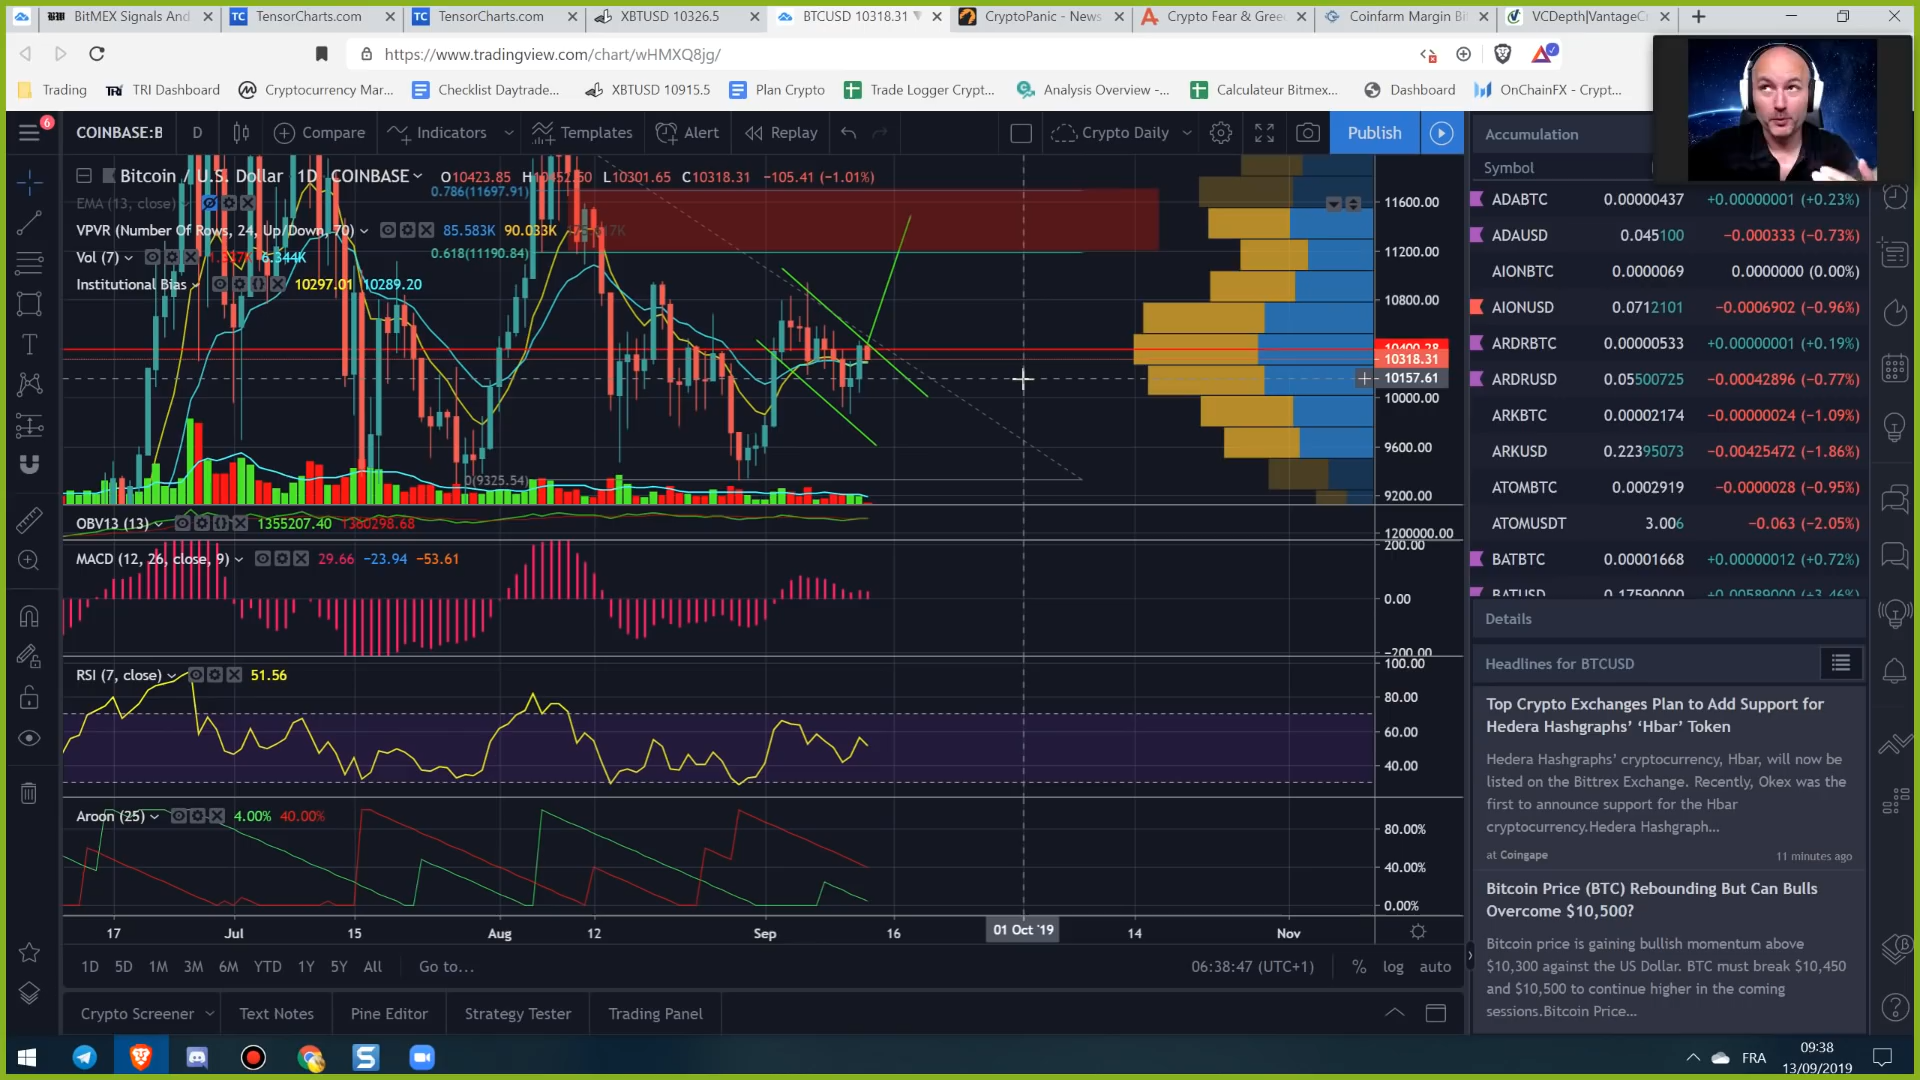 BitMEX Signals And
TensorCharts.com
TensorCharts.com
XBTUSD 10326.5
BTCUSD 10318.31
CryptoPanic - News
Crypto Fear & Gree
Coinfarm Margin Bi
VCDepth|VantageC
https://www.tradingview.com/chart/wHMXQ8jg/
Trading
TRI Dashboard
Cryptocurrency Mar...
Checklist Daytrade...
XBTUSD 10915.5
Plan Crypto
Trade Logger Crypt...
Analysis Overview -...
Calculateur Bitmex...
Dashboard
OnChainFX - Crypt...
6
COINBASE:B
D
Compare
Indicators
Templates
Alert
Replay
Crypto Daily
Publish
Bitcoin / U.S. Dollar 1D COINBASE
O10423.85 H10452.60 L10301.65 C10318.31 −105.41 (−1.01%)
0.786(11697.91)
EMA (13, close)
VPVR (Number Of Rows, 24, Up/Down, 70) 85.583K 90.033K
0.618(11190.84)
Vol (7) 6.344K
Institutional Bias 10297.01 10289.20
0(9325.54)
11600.00
11200.00
10800.00
10400.28
10318.31
10157.61
10000.00
9600.00
9200.00
OBV13 (13) 1355207.40 1360298.68
1200000.00
MACD (12, 26, close, 9) 29.66 −23.94 −53.61
200.00
0.00
−200.00
RSI (7, close) 51.56
100.00
80.00
60.00
40.00
Aroon (25) 4.00% 40.00%
80.00%
40.00%
0.00%
17 Jul 15 Aug 12 Sep 16 01 Oct '19 14 Nov
1D 5D 1M 3M 6M YTD 1Y 5Y All Go to...
06:38:47 (UTC+1) % log auto
Crypto Screener Text Notes Pine Editor Strategy Tester Trading Panel
Accumulation
Symbol
ADABTC 0.00000437 +0.00000001 (+0.23%)
ADAUSD 0.045100 −0.000333 (−0.73%)
AIONBTC 0.0000069 0.0000000 (0.00%)
AIONUSD 0.0712101 −0.0006902 (−0.96%)
ARDRBTC 0.00000533 +0.00000001 (+0.19%)
ARDRUSD 0.05500725 −0.00042896 (−0.77%)
ARKBTC 0.00002174 −0.00000024 (−1.09%)
ARKUSD 0.22395073 −0.00425472 (−1.86%)
ATOMBTC 0.0002919 −0.0000028 (−0.95%)
ATOMUSDT 3.006 −0.063 (−2.05%)
BATBTC 0.00001668 +0.00000012 (+0.72%)
BATUSD 0.17590000 +0.00589000 (+3.46%)
Details
Headlines for BTCUSD
Top Crypto Exchanges Plan to Add Support for
Hedera Hashgraphs’ ‘Hbar’ Token
Hedera Hashgraphs’ cryptocurrency, Hbar, will now be
listed on the Bittrex Exchange. Recently, Okex was the
first to announce support for the Hbar
cryptocurrency.Hedera Hashgraph...
at Coingape 11 minutes ago
Bitcoin Price (BTC) Rebounding But Can Bulls
Overcome $10,500?
Bitcoin price is gaining bullish momentum above
$10,300 against the US Dollar. BTC must break $10,450
and $10,500 to continue higher in the coming
sessions.Bitcoin Price...
FRA
09:38
13/09/2019